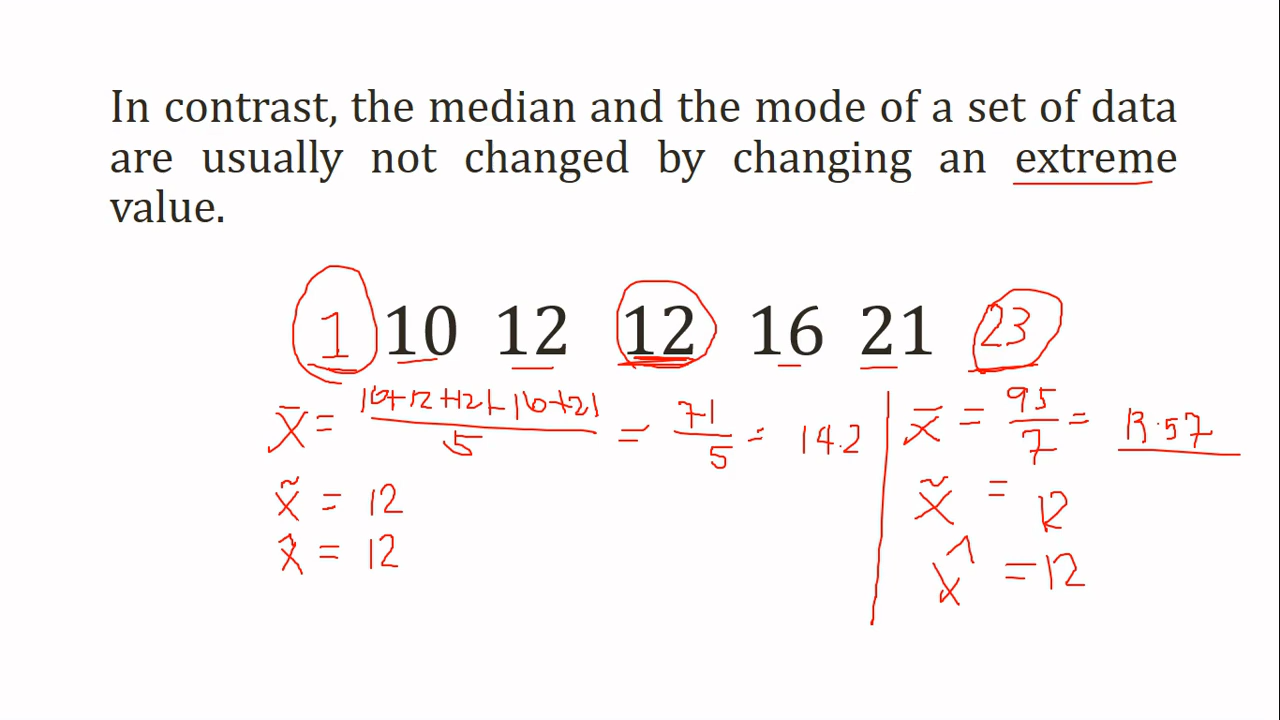 In contrast, the median and the mode of a set of data
are usually not changed by changing an extreme
value.
1 10 12 12 16 21 23
x̄ = 10+12+12+16+21 / 5 = 71 / 5 = 14.2
x̃ = 12
x̂ = 12
x̄ = 95 / 7 = 13.57
x̃ = 12
x̂ = 12